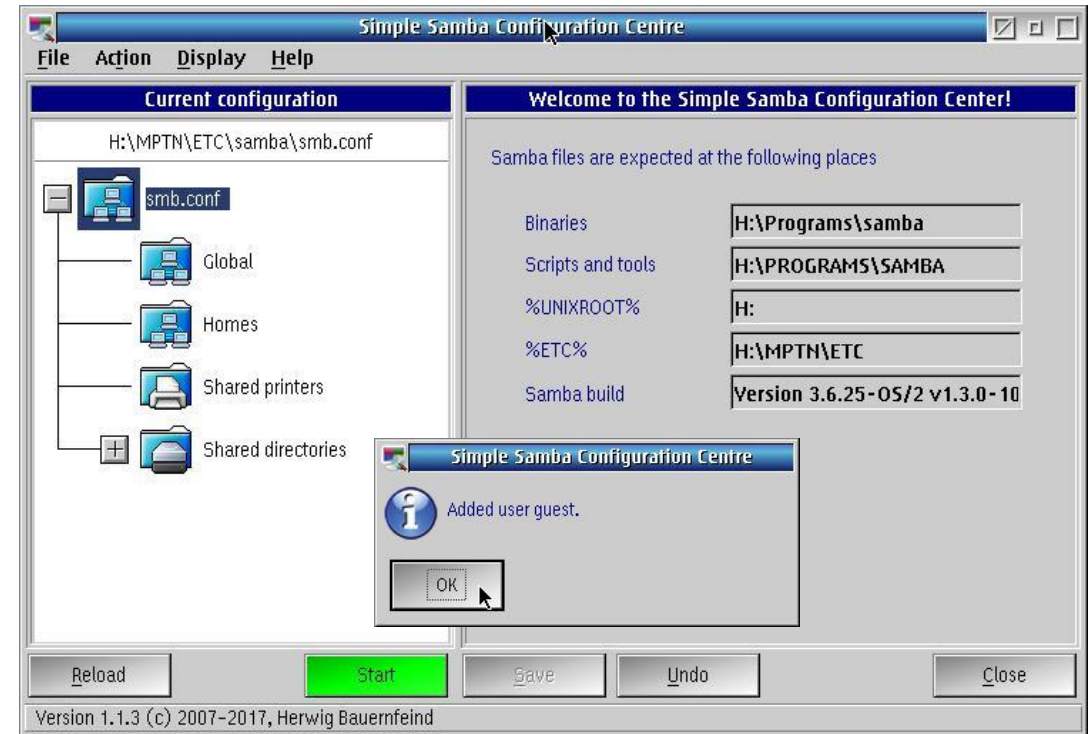 Simple Samba Configuration Centre
File Action Display Help
Current configuration
H:\MPTN\ETC\samba\smb.conf
smb.conf
Global
Homes
Shared printers
Shared directories
Welcome to the Simple Samba Configuration Center!
Samba files are expected at the following places
Binaries H:\Programs\samba
Scripts and tools H:\PROGRAMS\SAMBA
%UNIXROOT% H:
%ETC% H:\MPTN\ETC
Samba build Version 3.6.25-OS/2 v1.3.0-10
Simple Samba Configuration Centre
Added user guest.
OK
Reload Start Save Undo Close
Version 1.1.3 (c) 2007-2017, Herwig Bauernfeind